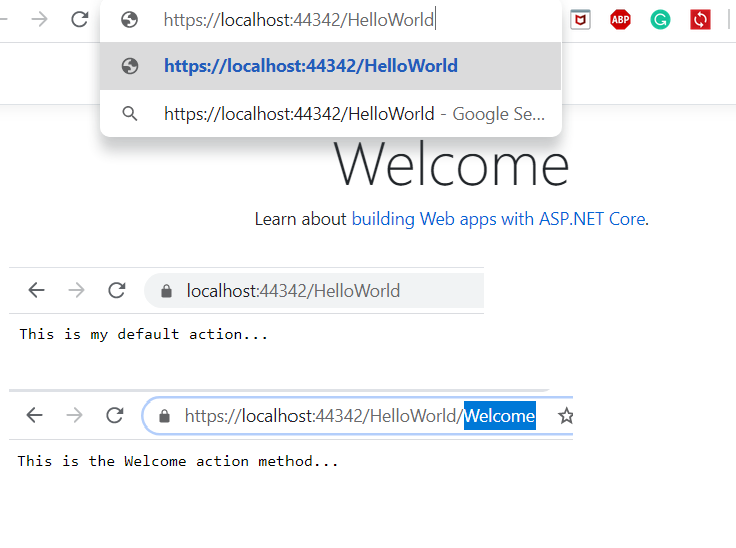 https://localhost:44342/HelloWorld
ABP
https://localhost:44342/HelloWorld
https://localhost:44342/HelloWorld - Google Se...
Welcome
Learn about building Web apps with ASP.NET Core.
localhost:44342/HelloWorld
This is my default action...
https://localhost:44342/HelloWorld/Welcome
This is the Welcome action method...